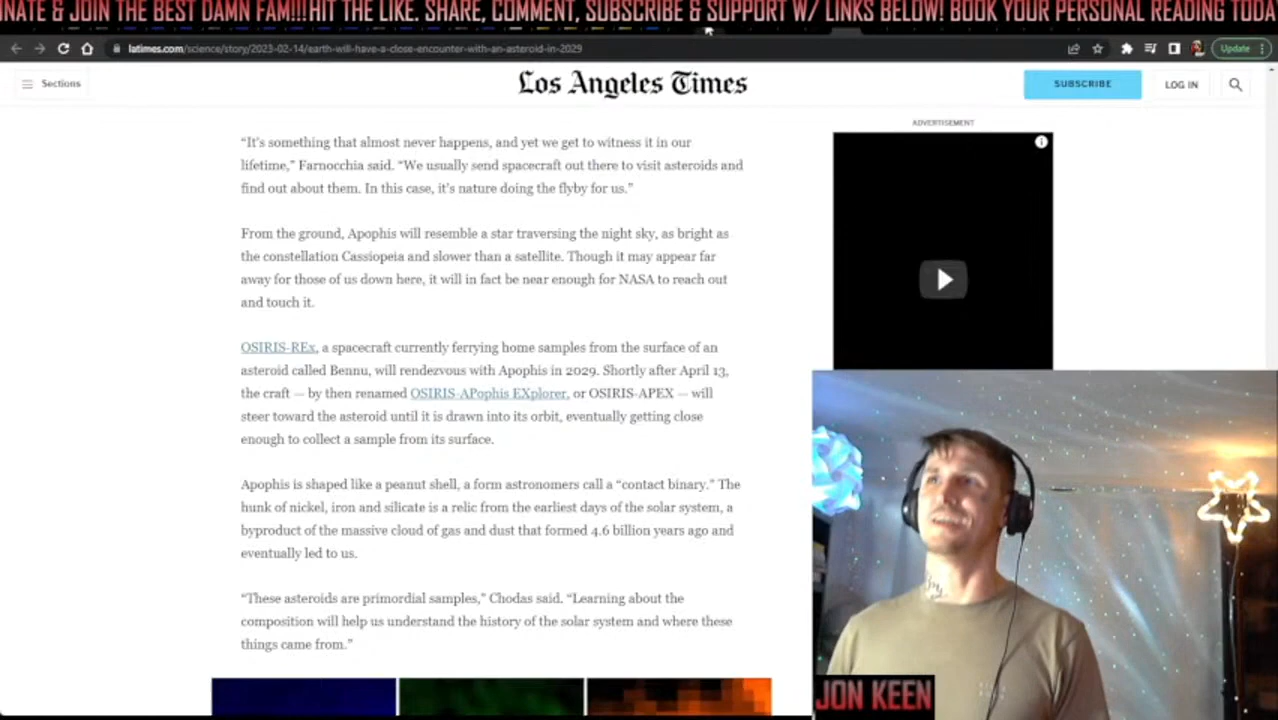 NATE & JOIN THE BEST DAMN FAM!!! HIT THE LIKE. SHARE, COMMENT, SUBSCRIBE & SUPPORT W/ LINKS BELOW! BOOK YOUR PERSONAL READING TODA
latimes.com/science/story/2023-02-14/earth-will-have-a-close-encounter-with-an-asteroid-in-2029
Update
Sections
Los Angeles Times
SUBSCRIBE
LOG IN
ADVERTISEMENT
“It’s something that almost never happens, and yet we get to witness it in our
lifetime,” Farnocchia said. “We usually send spacecraft out there to visit asteroids and
find out about them. In this case, it’s nature doing the flyby for us.”
From the ground, Apophis will resemble a star traversing the night sky, as bright as
the constellation Cassiopeia and slower than a satellite. Though it may appear far
away for those of us down here, it will in fact be near enough for NASA to reach out
and touch it.
OSIRIS-REx, a spacecraft currently ferrying home samples from the surface of an
asteroid called Bennu, will rendezvous with Apophis in 2029. Shortly after April 13,
the craft — by then renamed OSIRIS-APophis EXplorer, or OSIRIS-APEX — will
steer toward the asteroid until it is drawn into its orbit, eventually getting close
enough to collect a sample from its surface.
Apophis is shaped like a peanut shell, a form astronomers call a “contact binary.” The
hunk of nickel, iron and silicate is a relic from the earliest days of the solar system, a
byproduct of the massive cloud of gas and dust that formed 4.6 billion years ago and
eventually led to us.
“These asteroids are primordial samples,” Chodas said. “Learning about the
composition will help us understand the history of the solar system and where these
things came from.”
JON KEEN